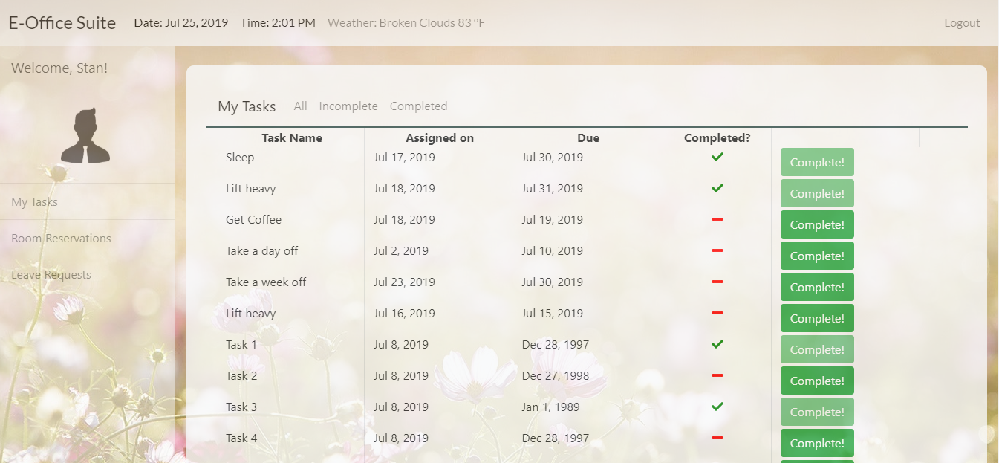 E-Office Suite Date: Jul 25, 2019 Time: 2:01 PM Weather: Broken Clouds 83 °F Logout
Welcome, Stan!
My Tasks
Room Reservations
Leave Requests
My Tasks All Incomplete Completed
Task Name Assigned on Due Completed?
Sleep Jul 17, 2019 Jul 30, 2019 Complete!
Lift heavy Jul 18, 2019 Jul 31, 2019 Complete!
Get Coffee Jul 18, 2019 Jul 19, 2019 Complete!
Take a day off Jul 2, 2019 Jul 10, 2019 Complete!
Take a week off Jul 23, 2019 Jul 30, 2019 Complete!
Lift heavy Jul 16, 2019 Jul 15, 2019 Complete!
Task 1 Jul 8, 2019 Dec 28, 1997 Complete!
Task 2 Jul 8, 2019 Dec 27, 1998 Complete!
Task 3 Jul 8, 2019 Jan 1, 1989 Complete!
Task 4 Jul 8, 2019 Dec 28, 1997 Complete!